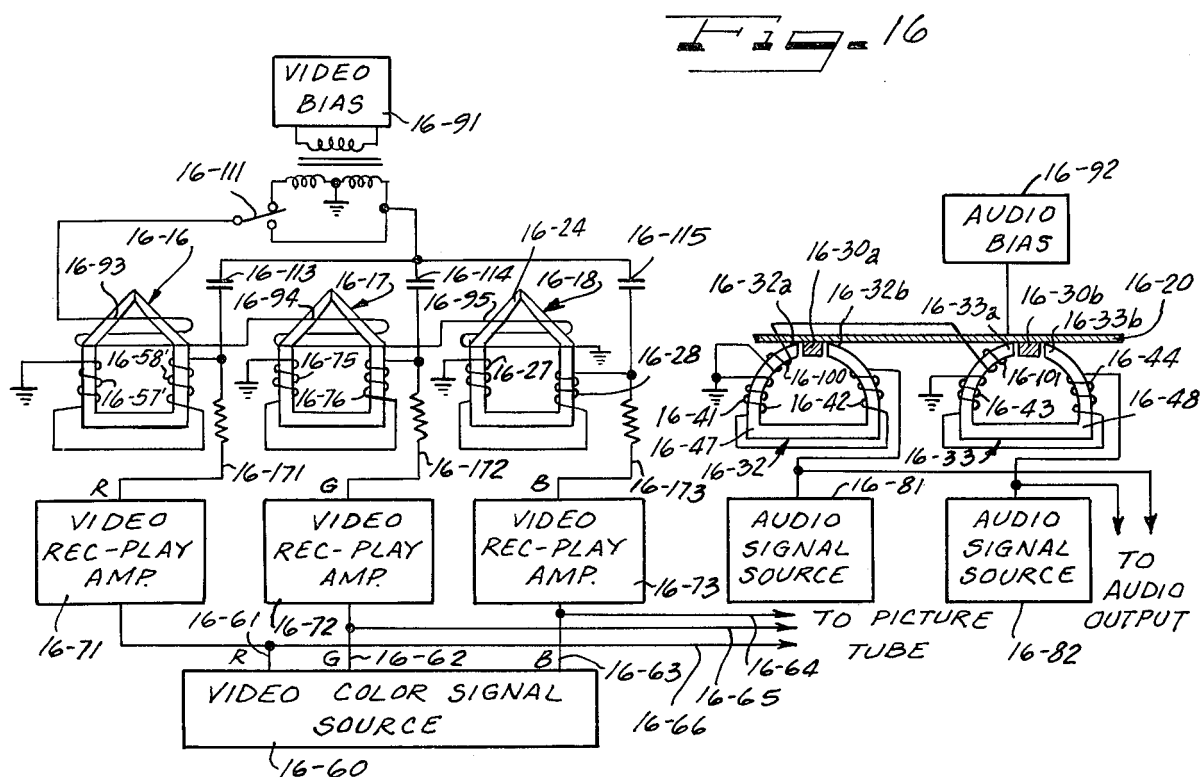 Fig- 16
VIDEO
BIAS
16-91
16-111
16-92
AUDIO
BIAS
16-93
16-16
16-113
16-94
16-17
16-114
16-95
16-24
16-18
16-115
16-32a
16-30a
16-32b
16-33a
16-30b
16-33b
16-20
16-58'
16-57'
16-75
16-76
16-27
16-28
16-100
16-101
16-44
16-41
16-42
16-43
16-48
16-47
16-32
16-33
16-171
16-172
16-173
R
G
B
16-81
VIDEO
REC-PLAY
AMP.
VIDEO
REC-PLAY
AMP.
VIDEO
REC-PLAY
AMP.
16-73
AUDIO
SIGNAL
SOURCE
AUDIO
SIGNAL
SOURCE
TO
AUDIO
OUTPUT
16-71
16-61
16-72
TO PICTURE
TUBE
16-82
R
G
16-62
B
16-63
16-64
16-65
16-66
VIDEO COLOR SIGNAL
SOURCE
16-60